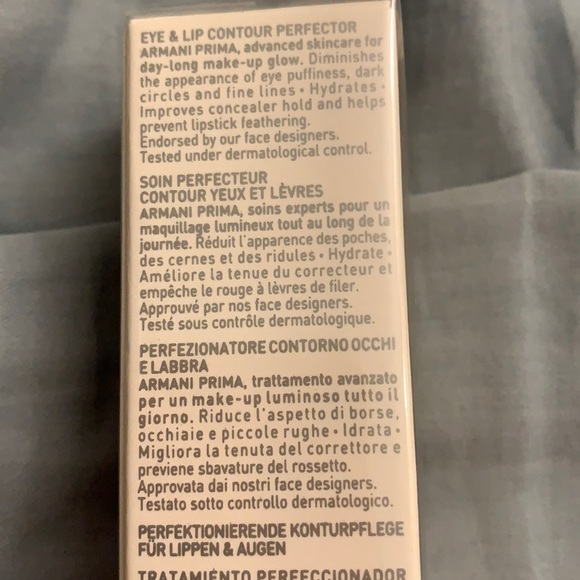 EYE & LIP CONTOUR PERFECTOR
ARMANI PRIMA, advanced skincare for
day-long make-up glow. Diminishes
the appearance of eye puffiness, dark
circles and fine lines • Hydrates •
Improves concealer hold and helps
prevent lipstick feathering.
Endorsed by our face designers.
Tested under dermatological control.
SOIN PERFECTEUR
CONTOUR YEUX ET LÈVRES
ARMANI PRIMA, soins experts pour un
maquillage lumineux tout au long de la
journée. Réduit l'apparence des poches,
des cernes et des ridules • Hydrate •
Améliore la tenue du correcteur et
empêche le rouge à lèvres de filer.
Approuvé par nos face designers.
Testé sous contrôle dermatologique.
PERFEZIONATORE CONTORNO OCCHI
E LABBRA
ARMANI PRIMA, trattamento avanzato
per un make-up luminoso tutto il
giorno. Riduce l'aspetto di borse,
occhiaie e piccole rughe • Idrata •
Migliora la tenuta del correttore e
previene sbavature del rossetto.
Approvata dai nostri face designers.
Testato sotto controllo dermatologico.
PERFEKTIONIERENDE KONTURPFLEGE
FÜR LIPPEN & AUGEN
TRATAMIENTO PERFECCIONADOR